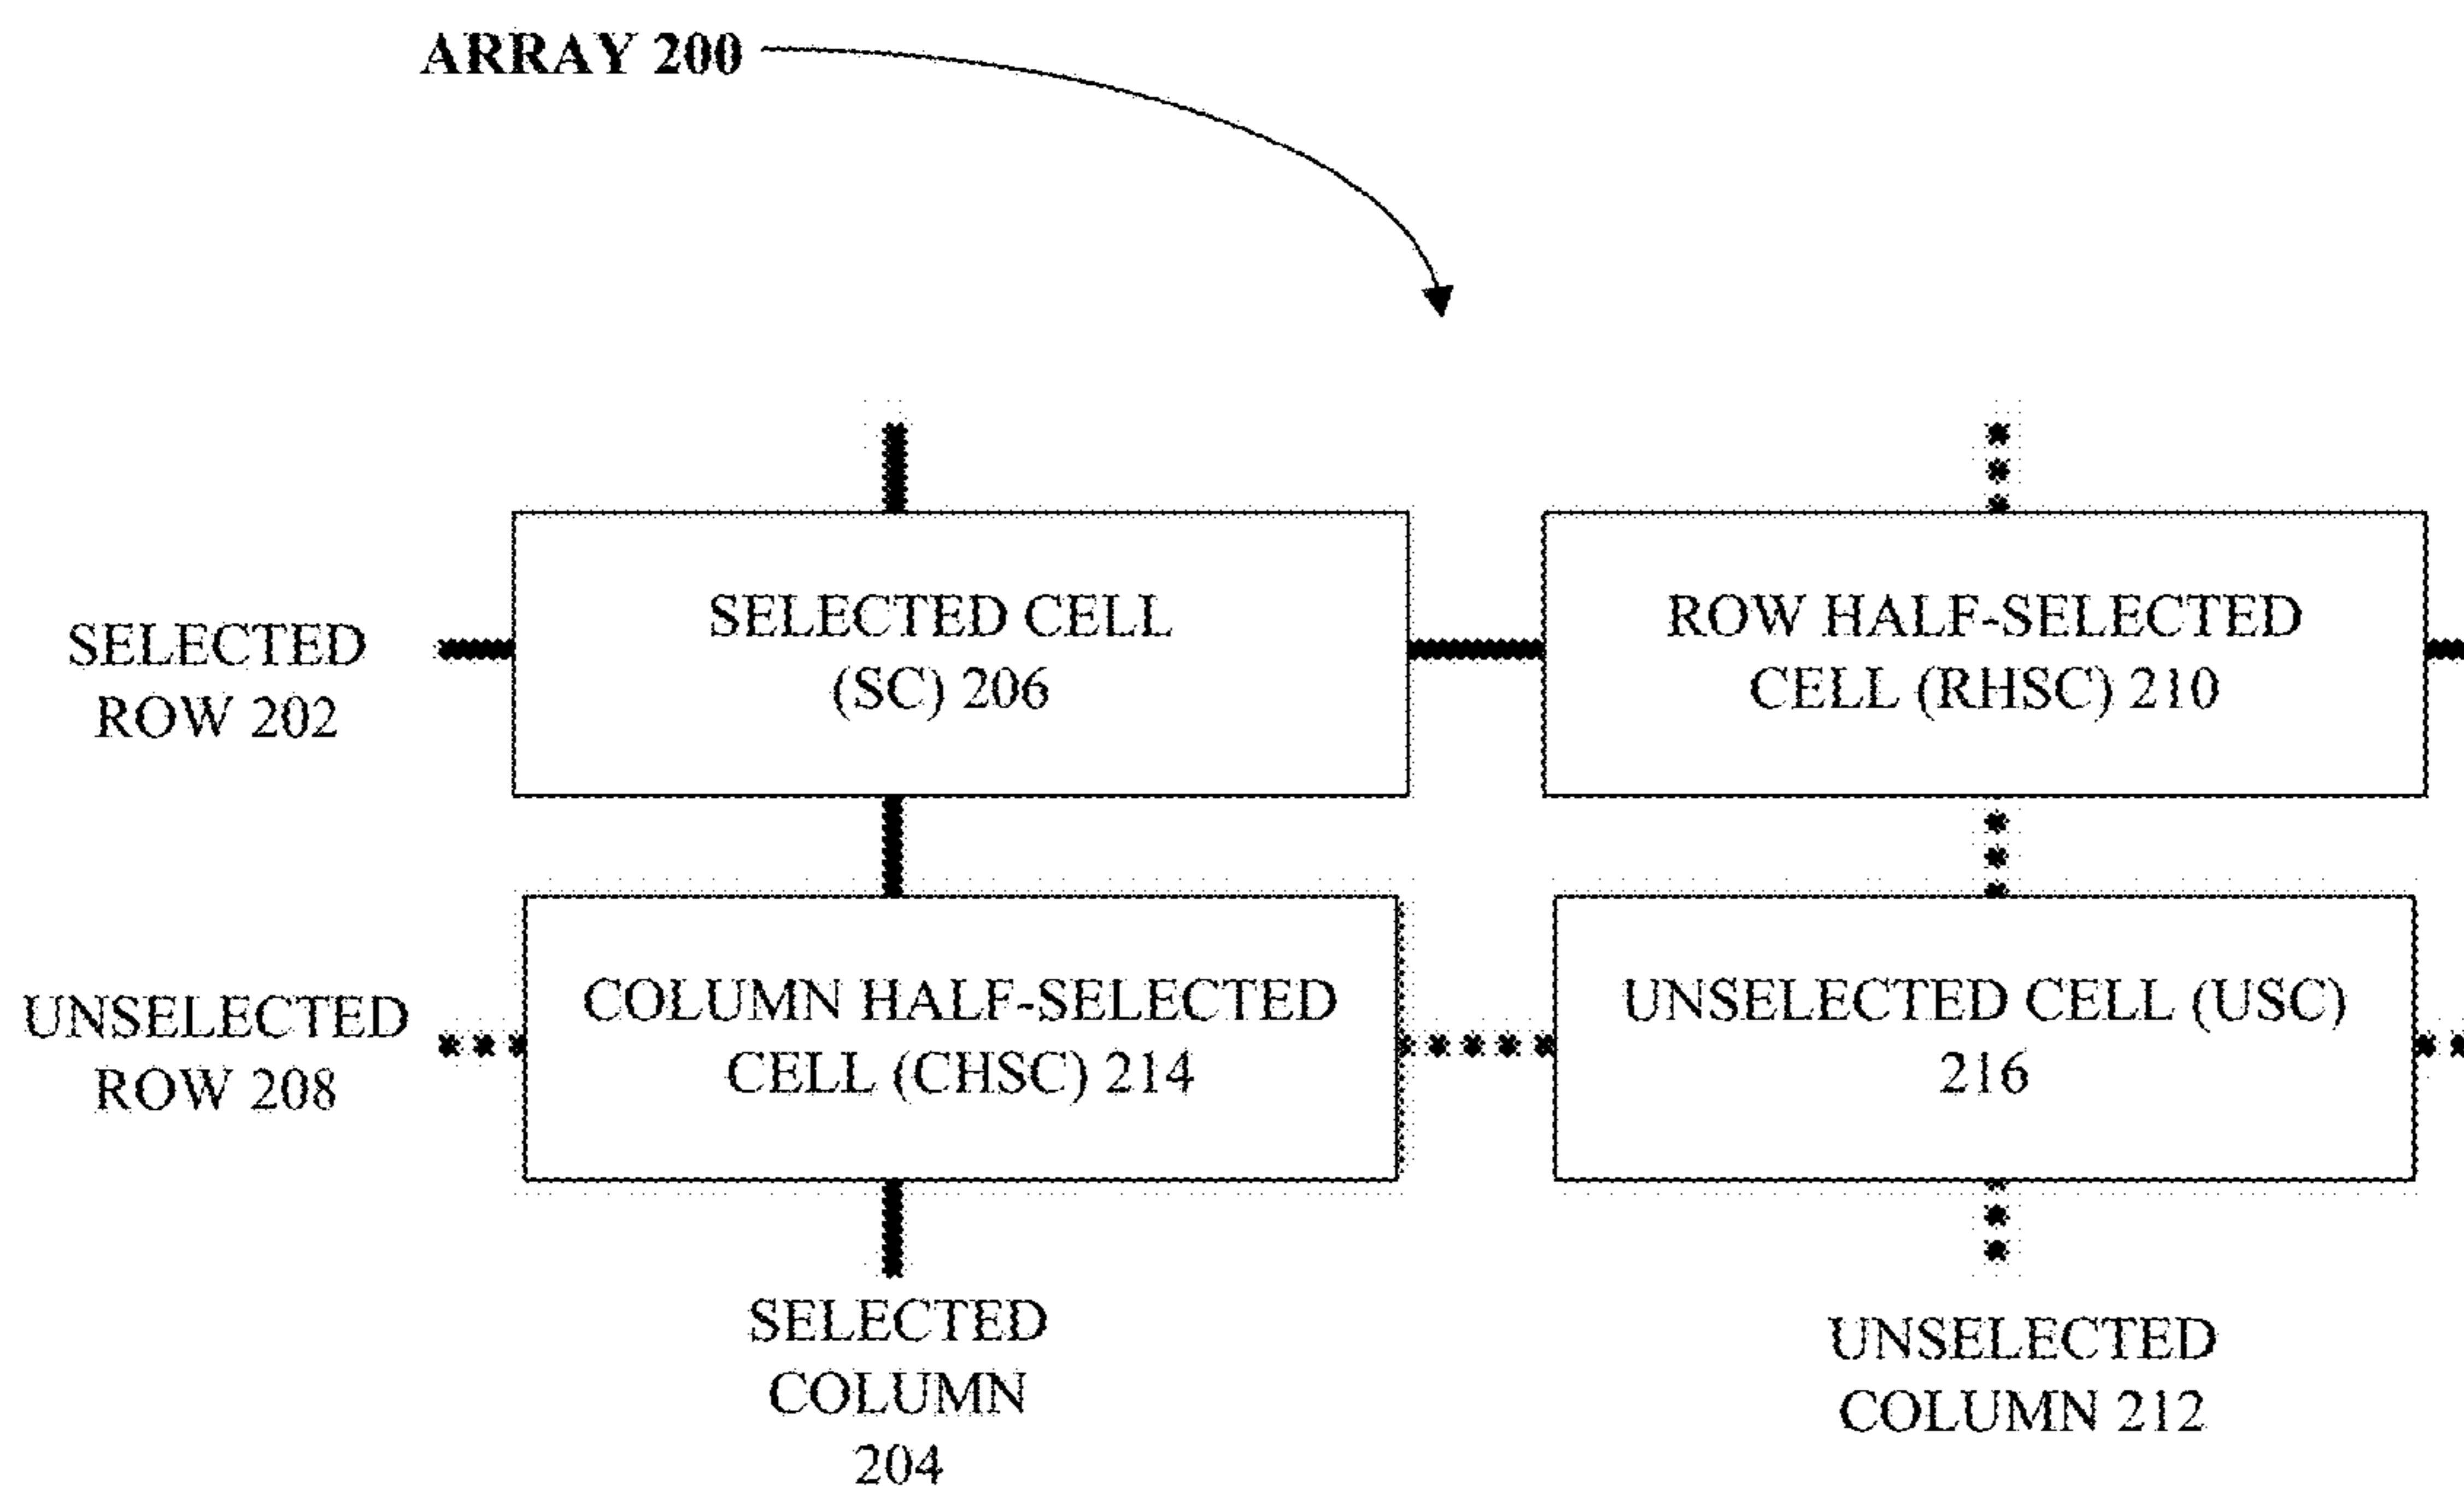 ARRAY 200
SELECTED CELL
(SC) 206
ROW HALF-SELECTED
CELL (RHSC) 210
SELECTED
ROW 202
COLUMN HALF-SELECTED
CELL (CHSC) 214
UNSELECTED CELL (USC)
216
UNSELECTED
ROW 208
SELECTED
COLUMN
204
UNSELECTED
COLUMN 212